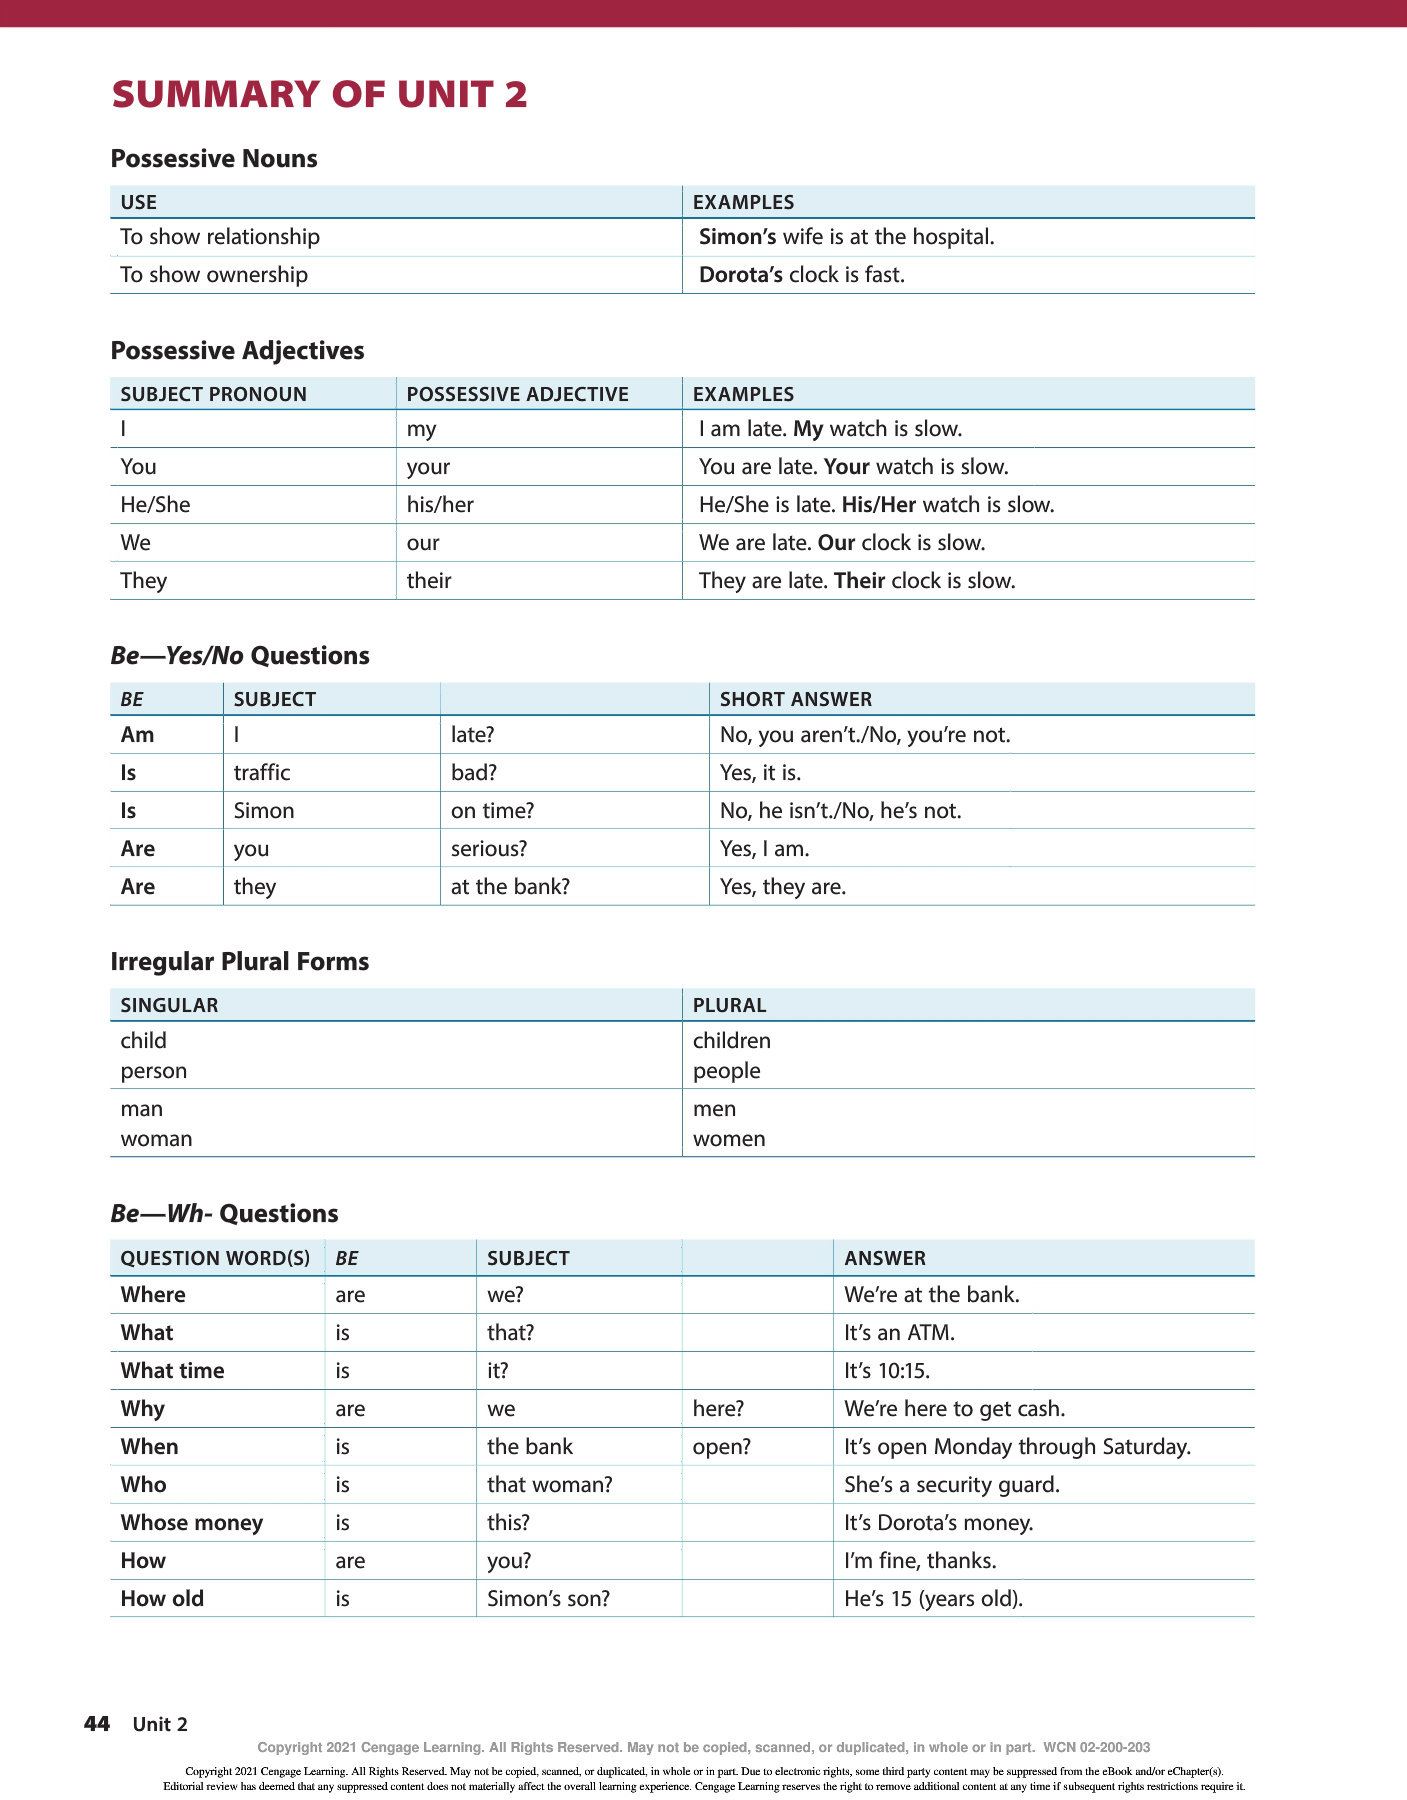 SUMMARY OF UNIT 2
Possessive Nouns
USE EXAMPLES
To show relationship Simon’s wife is at the hospital.
To show ownership Dorota’s clock is fast.
Possessive Adjectives
SUBJECT PRONOUN POSSESSIVE ADJECTIVE EXAMPLES
I my I am late. My watch is slow.
You your You are late. Your watch is slow.
He/She his/her He/She is late. His/Her watch is slow.
We our We are late. Our clock is slow.
They their They are late. Their clock is slow.
Be—Yes/No Questions
BE SUBJECT SHORT ANSWER
Am I late? No, you aren’t./No, you’re not.
Is traffic bad? Yes, it is.
Is Simon on time? No, he isn’t./No, he’s not.
Are you serious? Yes, I am.
Are they at the bank? Yes, they are.
Irregular Plural Forms
SINGULAR PLURAL
child children
person people
man men
woman women
Be—Wh- Questions
QUESTION WORD(S) BE SUBJECT ANSWER
Where are we? We’re at the bank.
What is that? It’s an ATM.
What time is it? It’s 10:15.
Why are we here? We’re here to get cash.
When is the bank open? It’s open Monday through Saturday.
Who is that woman? She’s a security guard.
Whose money is this? It’s Dorota’s money.
How are you? I’m fine, thanks.
How old is Simon’s son? He’s 15 (years old).
44 Unit 2
Copyright 2021 Cengage Learning. All Rights Reserved. May not be copied, scanned, or duplicated, in whole or in part. WCN 02-200-203
Copyright 2021 Cengage Learning. All Rights Reserved. May not be copied, scanned, or duplicated, in whole or in part. Due to electronic rights, some third party content may be suppressed from the eBook and/or eChapter(s).
Editorial review has deemed that any suppressed content does not materially affect the overall learning experience. Cengage Learning reserves the right to remove additional content at any time if subsequent rights restrictions require it.